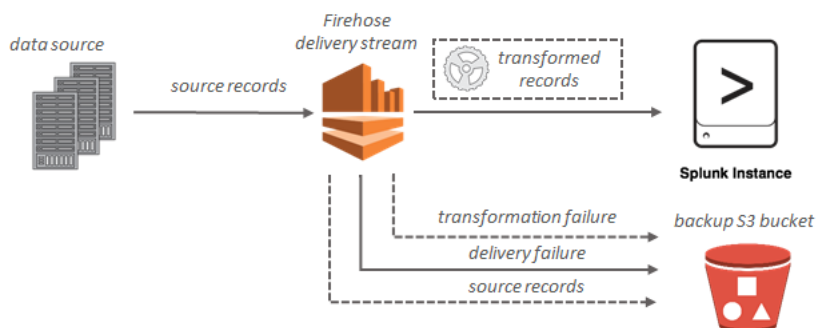 data source
source records
Firehose
delivery stream
transformed
records
>
Splunk Instance
transformation failure
delivery failure
source records
backup S3 bucket